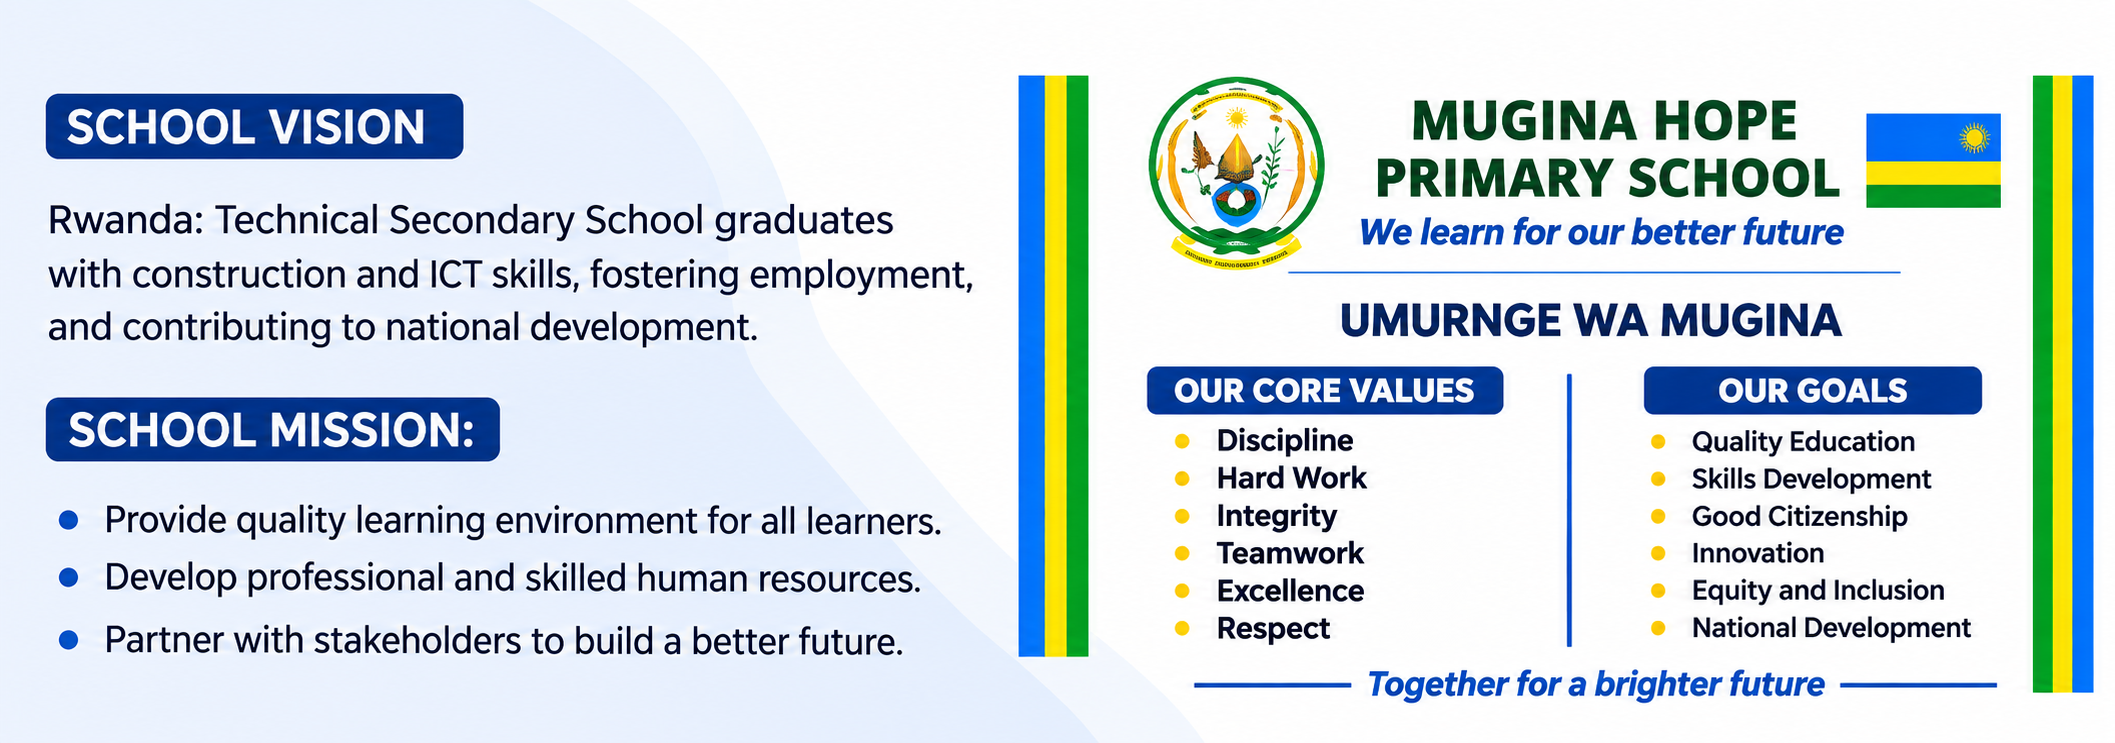 SCHOOL VISION
Rwanda: Technical Secondary School graduates
with construction and ICT skills, fostering employment,
and contributing to national development.
SCHOOL MISSION:
Provide quality learning environment for all learners.
Develop professional and skilled human resources.
Partner with stakeholders to build a better future.
MUGINA HOPE
PRIMARY SCHOOL
We learn for our better future
UMURNGE WA MUGINA
OUR CORE VALUES
Discipline
Hard Work
Integrity
Teamwork
Excellence
Respect
OUR GOALS
Quality Education
Skills Development
Good Citizenship
Innovation
Equity and Inclusion
National Development
Together for a brighter future